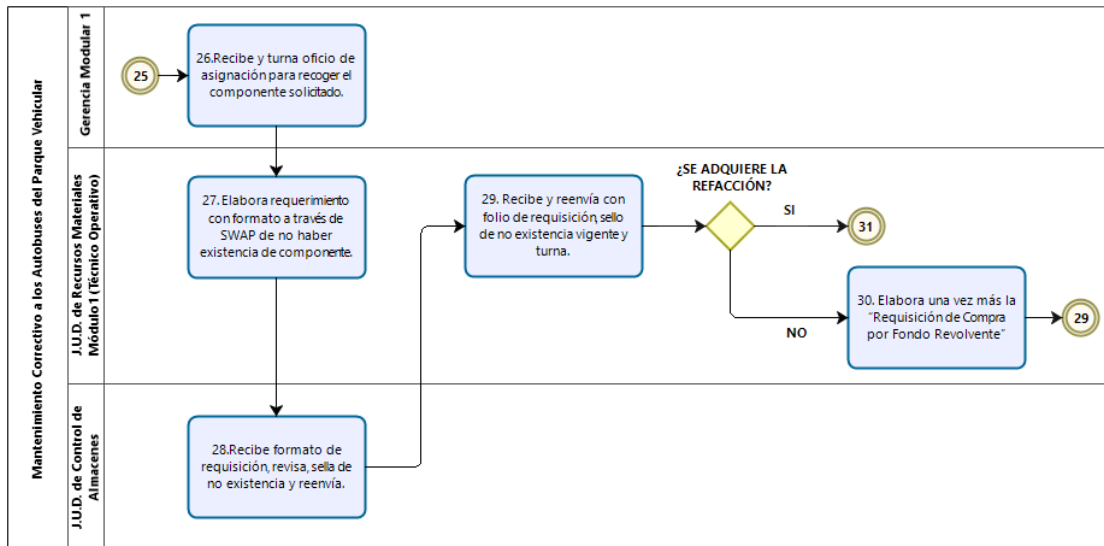 Mantenimiento Correctivo a los Autobuses del Parque Vehicular
Gerencia Modular 1
25
26.Recibe y turna oficio de
asignación para recoger el
componente solicitado.
J.U.D. de Recursos Materiales
Módulo 1 (Técnico Operativo)
27. Elabora requerimiento
con formato a través de
SWAP de no haber
existencia de componente.
29. Recibe y reenvía con
folio de requisición, sello
de no existencia vigente y
turna.
¿SE ADQUIERE LA
REFACCIÓN?
SI
31
NO
30. Elabora una vez más la
“Requisición de Compra
por Fondo Revolvente”
29
J.U.D. de Control de
Almacenes
28.Recibe formato de
requisición, revisa, sella de
no existencia y reenvía.